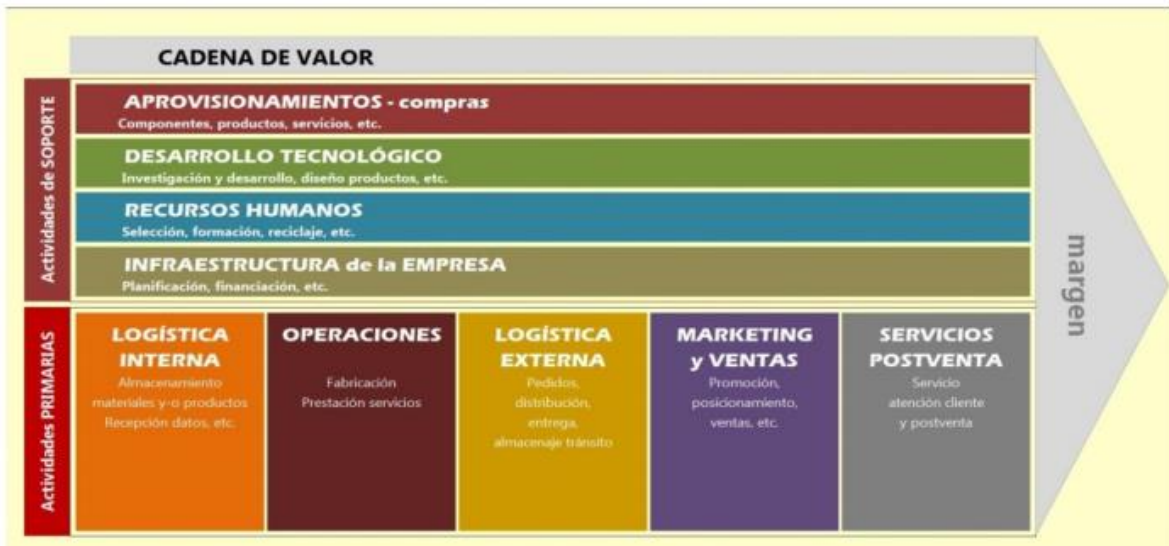 CADENA DE VALOR
Actividades de SOPORTE
APROVISIONAMIENTOS - compras
Componentes, productos, servicios, etc.
DESARROLLO TECNOLÓGICO
Investigación y desarrollo, diseño productos, etc.
RECURSOS HUMANOS
Selección, formación, reciclaje, etc.
INFRAESTRUCTURA de la EMPRESA
Planificación, financiación, etc.
margen
Actividades PRIMARIAS
LOGÍSTICA
INTERNA
Almacenamiento
materiales y-o productos
Recepción datos, etc.
OPERACIONES
Fabricación
Prestación servicios
LOGÍSTICA
EXTERNA
Pedidos,
distribución,
entrega,
almacenaje tránsito
MARKETING
y VENTAS
Promoción,
posicionamiento,
ventas, etc.
SERVICIOS
POSTVENTA
Servicio
atención cliente
y postventa